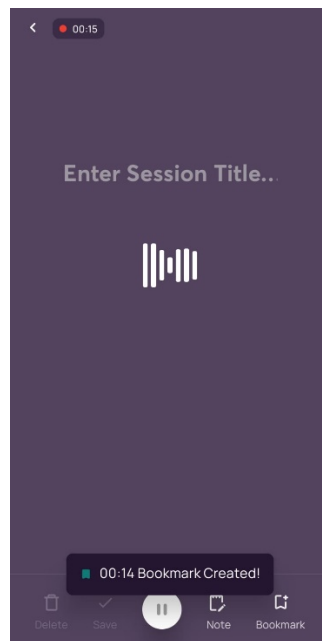 00:15
Enter Session Title...
00:14 Bookmark Created!
Delete
Save
Note
Bookmark